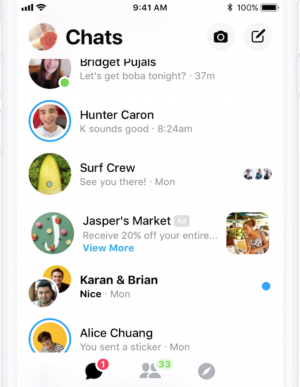 9:41 AM
100%
Chats
Bridget Pujals
Let's get boba tonight? · 37m
Hunter Caron
K sounds good · 8:24am
Surf Crew
See you there! · Mon
Jasper's Market Ad
Receive 20% off your entire...
View More
Karan & Brian
Nice · Mon
Alice Chuang
You sent a sticker · Mon
1
33